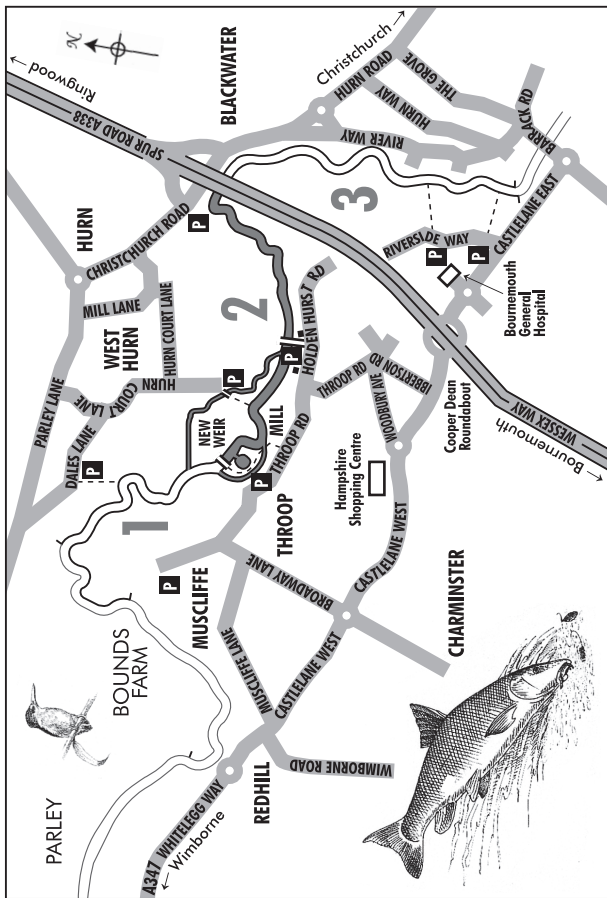 N
← Ringwood
SPUR ROAD A338
BLACKWATER
Christchurch →
HURN ROAD
THE GROVE
HURN WAY
RIVER WAY
BARRACK RD
HURN
CHRISTCHURCH ROAD
P
3
RIVERSIDE WAY
P
P
CASTLELANE EAST
Bournemouth
General
Hospital
PARLEY LANE
MILL LANE
WEST
HURN
HURN COURT LANE
2
HOLDEN HURST RD
COURT LANE
HURN
DALES LANE
P
P
P
NEW
WEIR
MILL
THROOP RD
IBBERTSON RD
WOODBURY AVE
Cooper Dean
Roundabout
WESSEX WAY
Bournemouth →
1
P
THROOP RD
THROOP
Hampshire
Shopping Centre
CASTLELANE WEST
P
MUSCLIFFE
BROADWAY LANE
CHARMINSTER
BOUNDS
FARM
MUSCLIFFE LANE
CASTLELANE WEST
PARLEY
REDHILL
WIMBORNE ROAD
A347 WHITELEGG WAY
← Wimborne